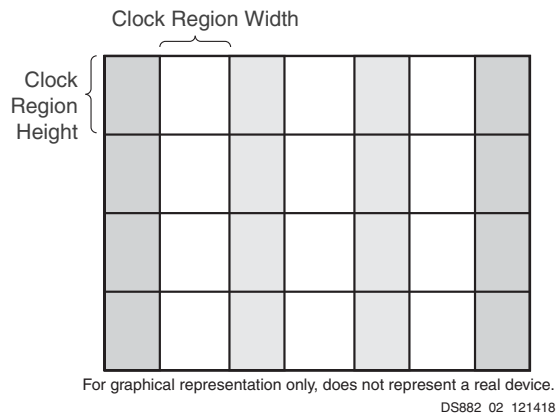 Clock Region Width
Clock
Region
Height
For graphical representation only, does not represent a real device.
DS882_02_121418